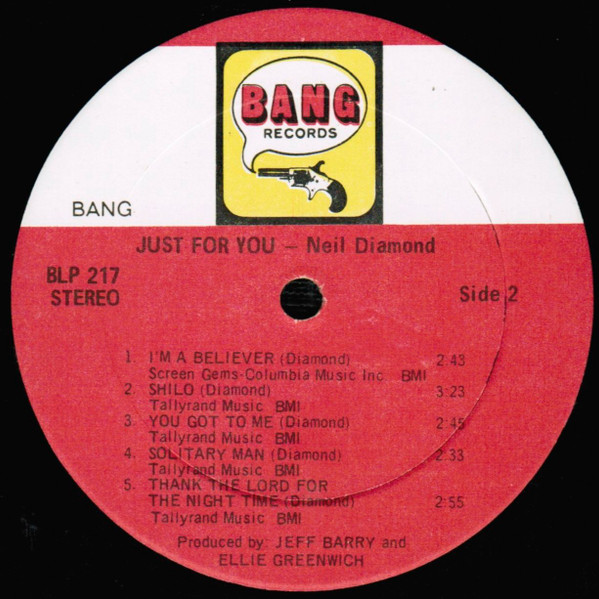 BANG
RECORDS
BANG
JUST FOR YOU – Neil Diamond
BLP 217
STEREO
Side 2
1. I'M A BELIEVER (Diamond) 2:43
Screen Gems-Columbia Music Inc BMI
2. SHILO (Diamond) 3:23
Tallyrand Music BMI
3. YOU GOT TO ME (Diamond) 2:45
Tallyrand Music BMI
4. SOLITARY MAN (Diamond) 2:33
Tallyrand Music BMI
5. THANK THE LORD FOR
THE NIGHT TIME (Diamond) 2:55
Tallyrand Music BMI
Produced by: JEFF BARRY and
ELLIE GREENWICH